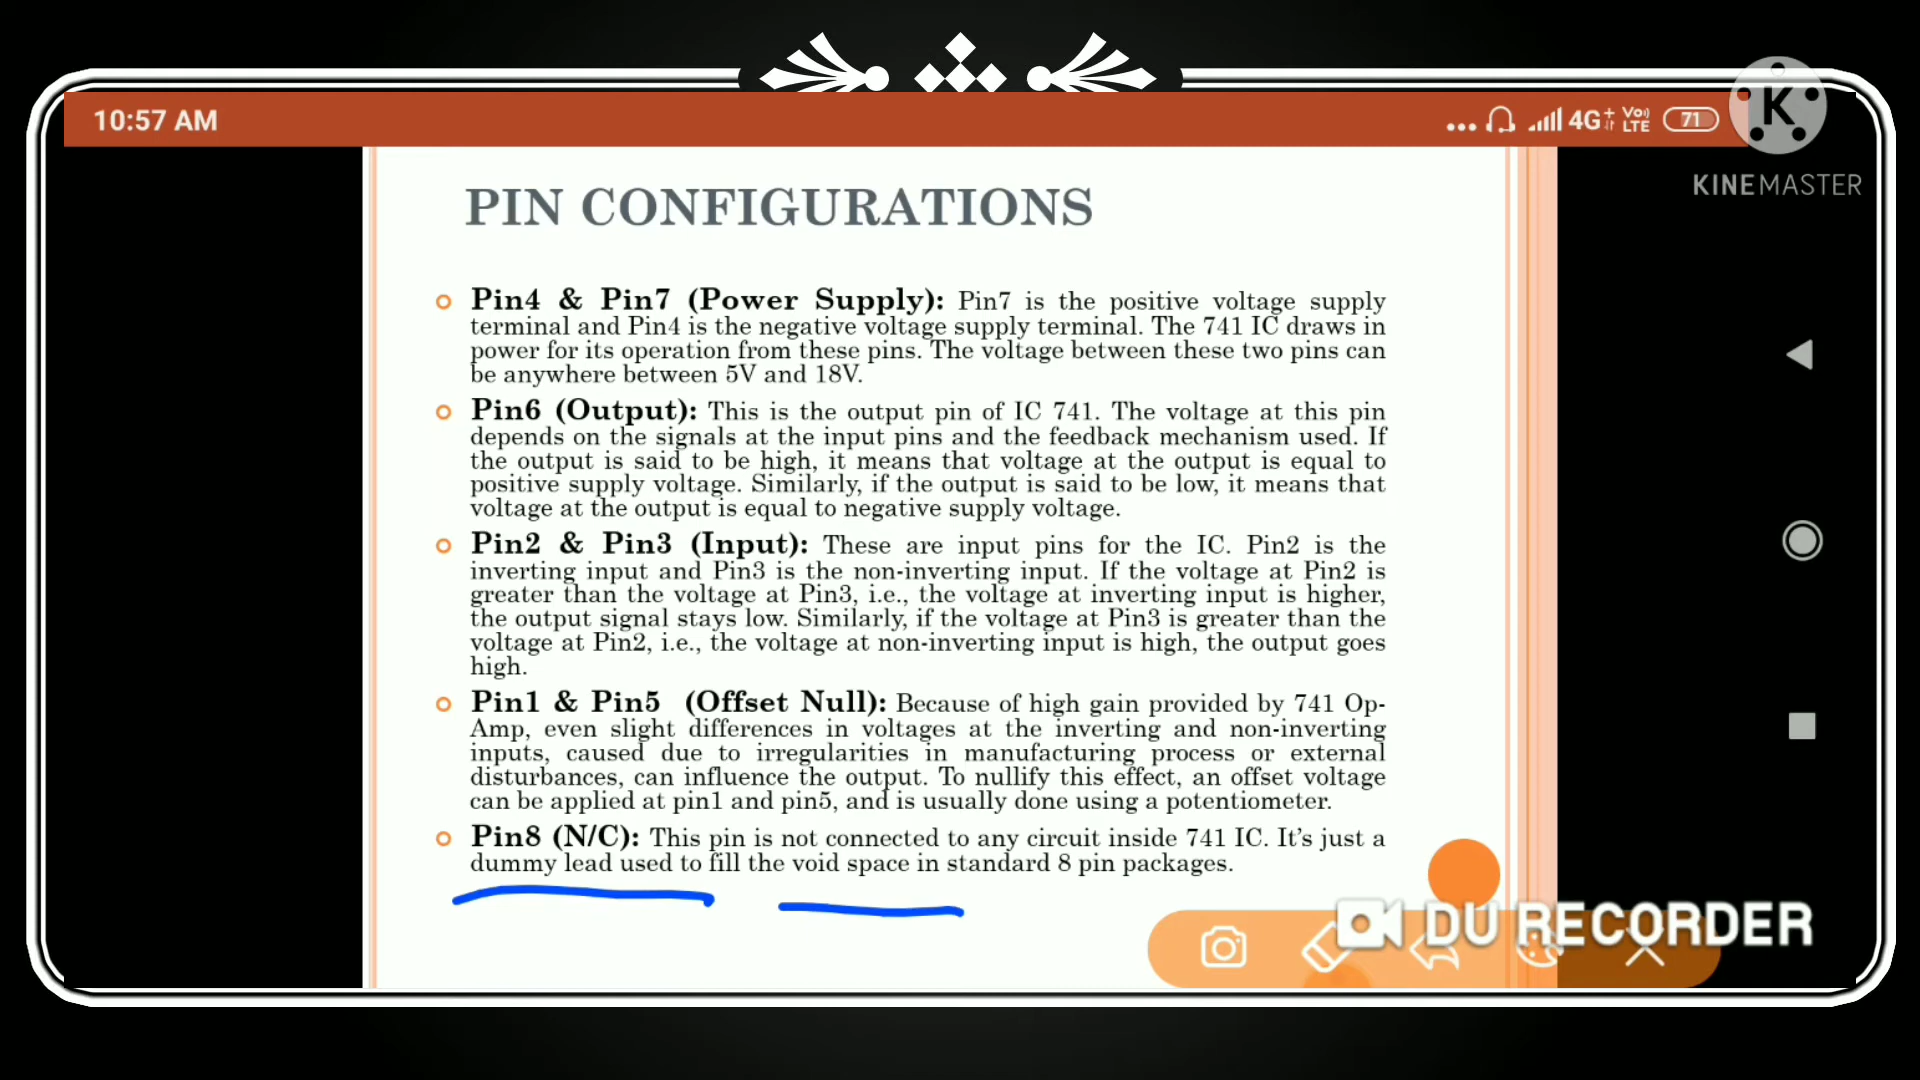 10:57 AM
4G+ Vo) LTE 71
K
KINEMASTER
PIN CONFIGURATIONS
Pin4 & Pin7 (Power Supply): Pin7 is the positive voltage supply
terminal and Pin4 is the negative voltage supply terminal. The 741 IC draws in
power for its operation from these pins. The voltage between these two pins can
be anywhere between 5V and 18V.
Pin6 (Output): This is the output pin of IC 741. The voltage at this pin
depends on the signals at the input pins and the feedback mechanism used. If
the output is said to be high, it means that voltage at the output is equal to
positive supply voltage. Similarly, if the output is said to be low, it means that
voltage at the output is equal to negative supply voltage.
Pin2 & Pin3 (Input): These are input pins for the IC. Pin2 is the
inverting input and Pin3 is the non-inverting input. If the voltage at Pin2 is
greater than the voltage at Pin3, i.e., the voltage at inverting input is higher,
the output signal stays low. Similarly, if the voltage at Pin3 is greater than the
voltage at Pin2, i.e., the voltage at non-inverting input is high, the output goes
high.
Pin1 & Pin5 (Offset Null): Because of high gain provided by 741 Op-
Amp, even slight differences in voltages at the inverting and non-inverting
inputs, caused due to irregularities in manufacturing process or external
disturbances, can influence the output. To nullify this effect, an offset voltage
can be applied at pin1 and pin5, and is usually done using a potentiometer.
Pin8 (N/C): This pin is not connected to any circuit inside 741 IC. It's just a
dummy lead used to fill the void space in standard 8 pin packages.
DU RECORDER